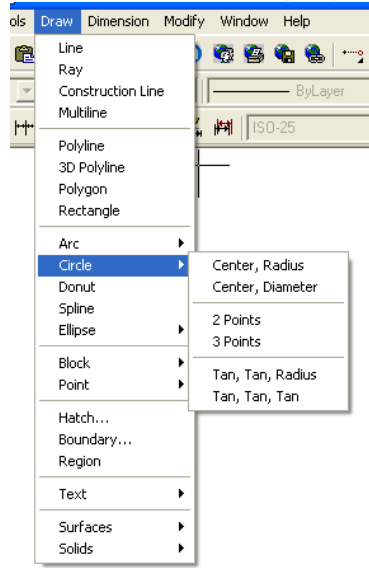 ols Draw Dimension Modify Window Help
ByLayer
ISO-25
Line
Ray
Construction Line
Multiline
Polyline
3D Polyline
Polygon
Rectangle
Arc
Circle
Donut
Spline
Ellipse
Block
Point
Hatch...
Boundary...
Region
Text
Surfaces
Solids
Center, Radius
Center, Diameter
2 Points
3 Points
Tan, Tan, Radius
Tan, Tan, Tan